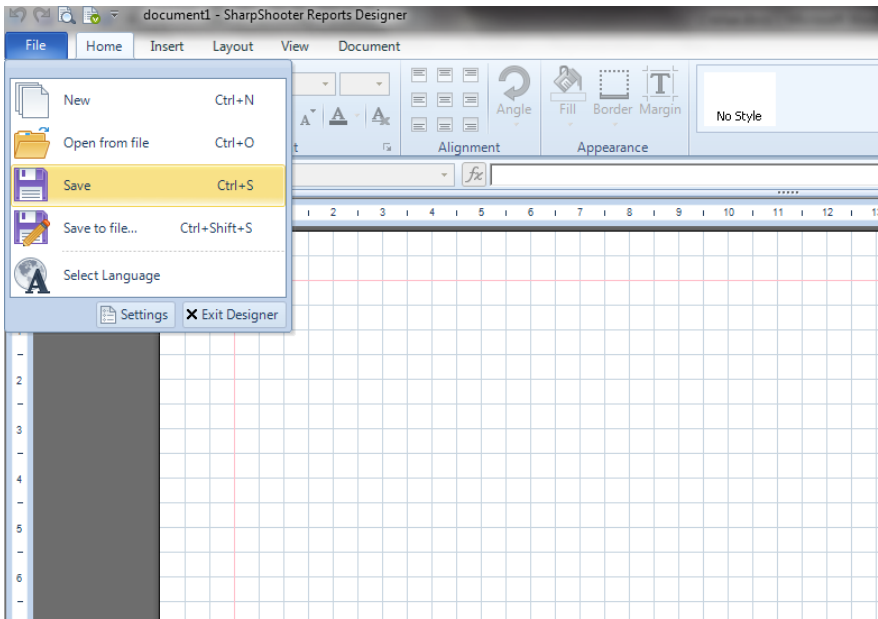 document1 - SharpShooter Reports Designer
File Home Insert Layout View Document
New Ctrl+N
Open from file Ctrl+O
Save Ctrl+S
Save to file... Ctrl+Shift+S
Select Language
Settings Exit Designer
A A A
Angle
Fill Border Margin
No Style
t Alignment Appearance
fx
2 3 4 5 6 7 8 9 10 11 12 1
2
3
4
5
6